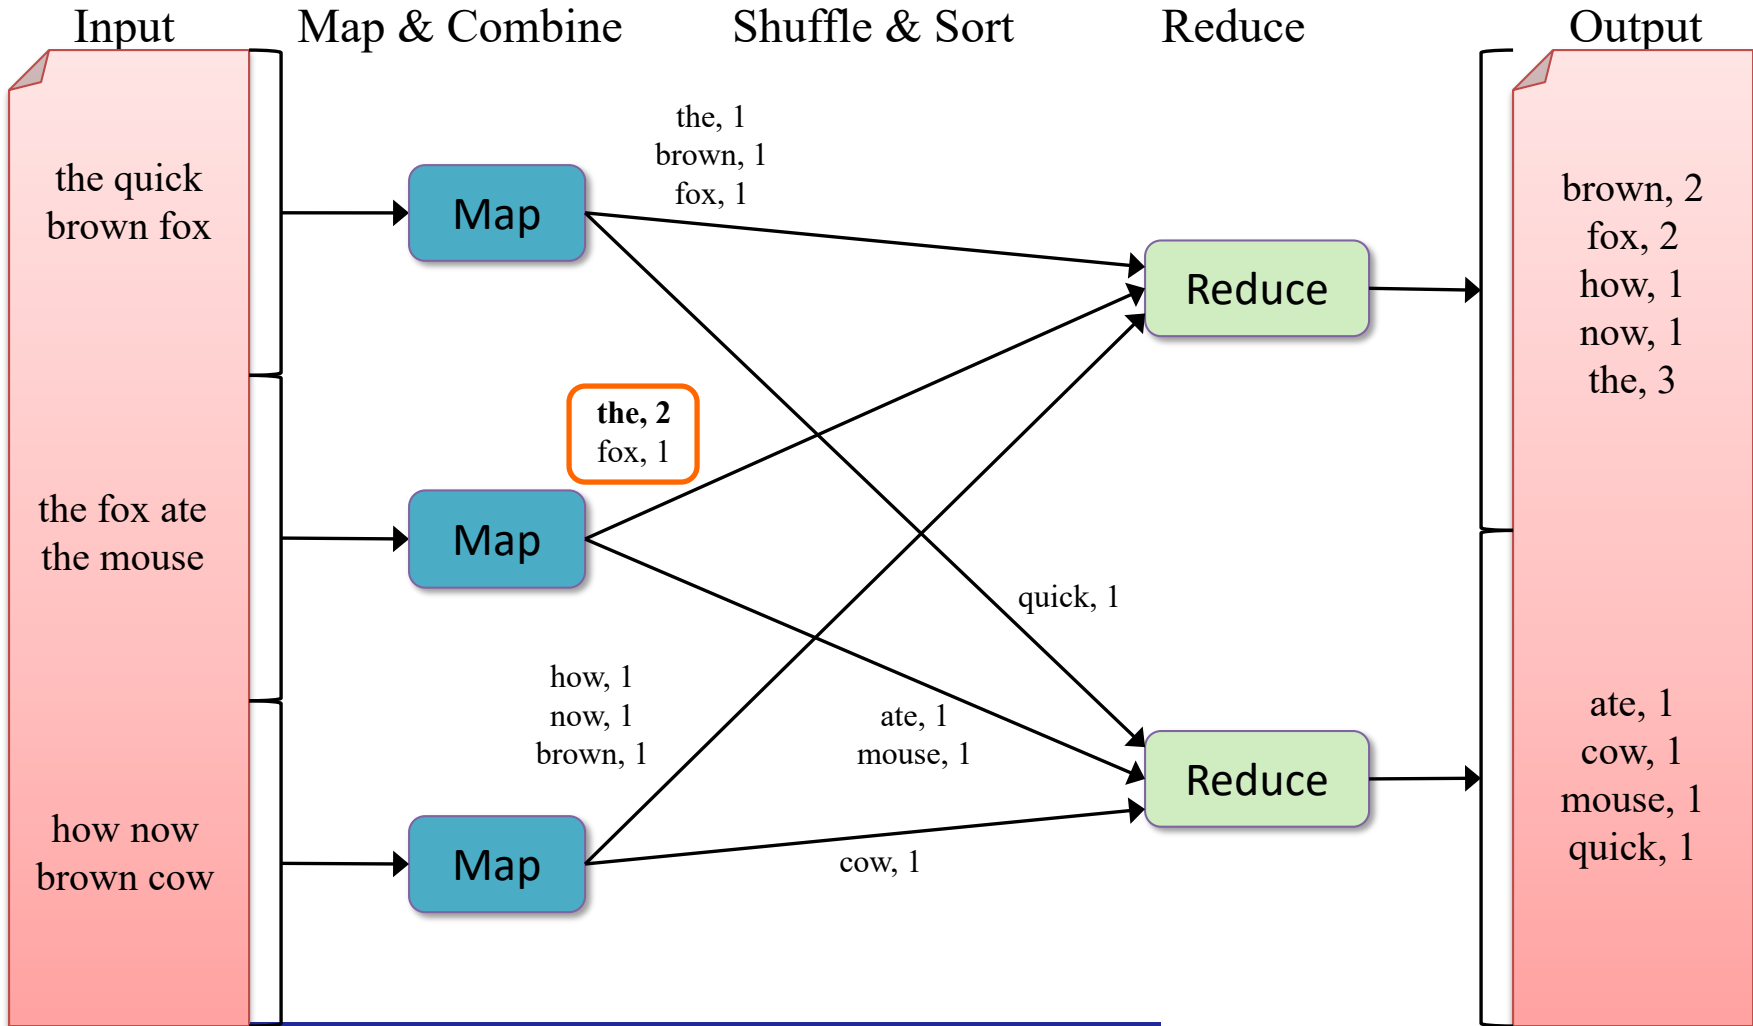 Input
Map & Combine
Shuffle & Sort
Reduce
Output
the quick
brown fox
the fox ate
the mouse
how now
brown cow
Map
Map
Map
the, 1
brown, 1
fox, 1
the, 2
fox, 1
how, 1
now, 1
brown, 1
quick, 1
ate, 1
mouse, 1
cow, 1
Reduce
Reduce
brown, 2
fox, 2
how, 1
now, 1
the, 3
ate, 1
cow, 1
mouse, 1
quick, 1